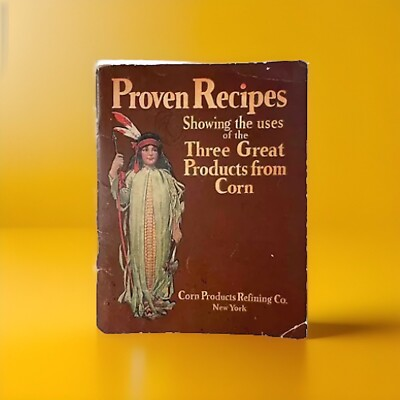 Proven Recipes
Showing the uses
of the
Three Great
Products from
Corn
Corn Products Refining Co.
New York